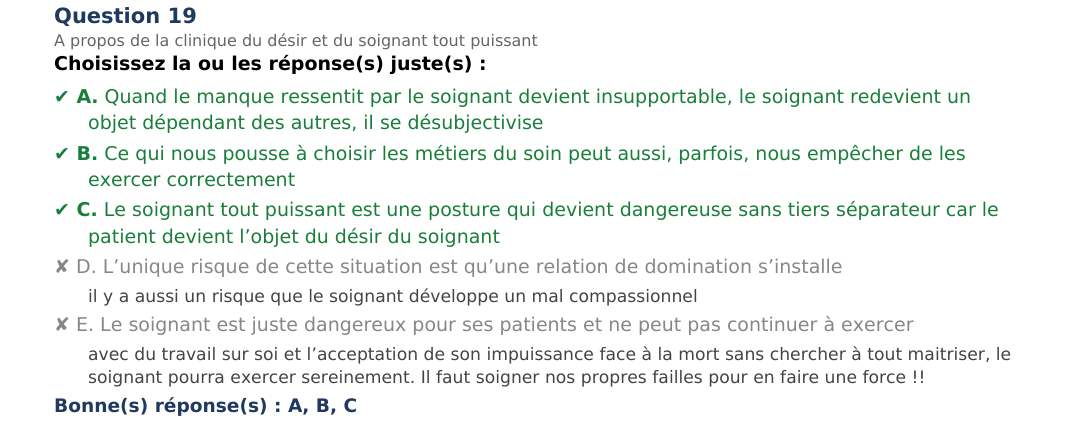 Question 19
A propos de la clinique du désir et du soignant tout puissant
Choisissez la ou les réponse(s) juste(s) :
✔ A. Quand le manque ressentit par le soignant devient insupportable, le soignant redevient un
objet dépendant des autres, il se désubjectivise
✔ B. Ce qui nous pousse à choisir les métiers du soin peut aussi, parfois, nous empêcher de les
exercer correctement
✔ C. Le soignant tout puissant est une posture qui devient dangereuse sans tiers séparateur car le
patient devient l’objet du désir du soignant
✘ D. L’unique risque de cette situation est qu’une relation de domination s’installe
il y a aussi un risque que le soignant développe un mal compassionnel
✘ E. Le soignant est juste dangereux pour ses patients et ne peut pas continuer à exercer
avec du travail sur soi et l’acceptation de son impuissance face à la mort sans chercher à tout maitriser, le
soignant pourra exercer sereinement. Il faut soigner nos propres failles pour en faire une force !!
Bonne(s) réponse(s) : A, B, C